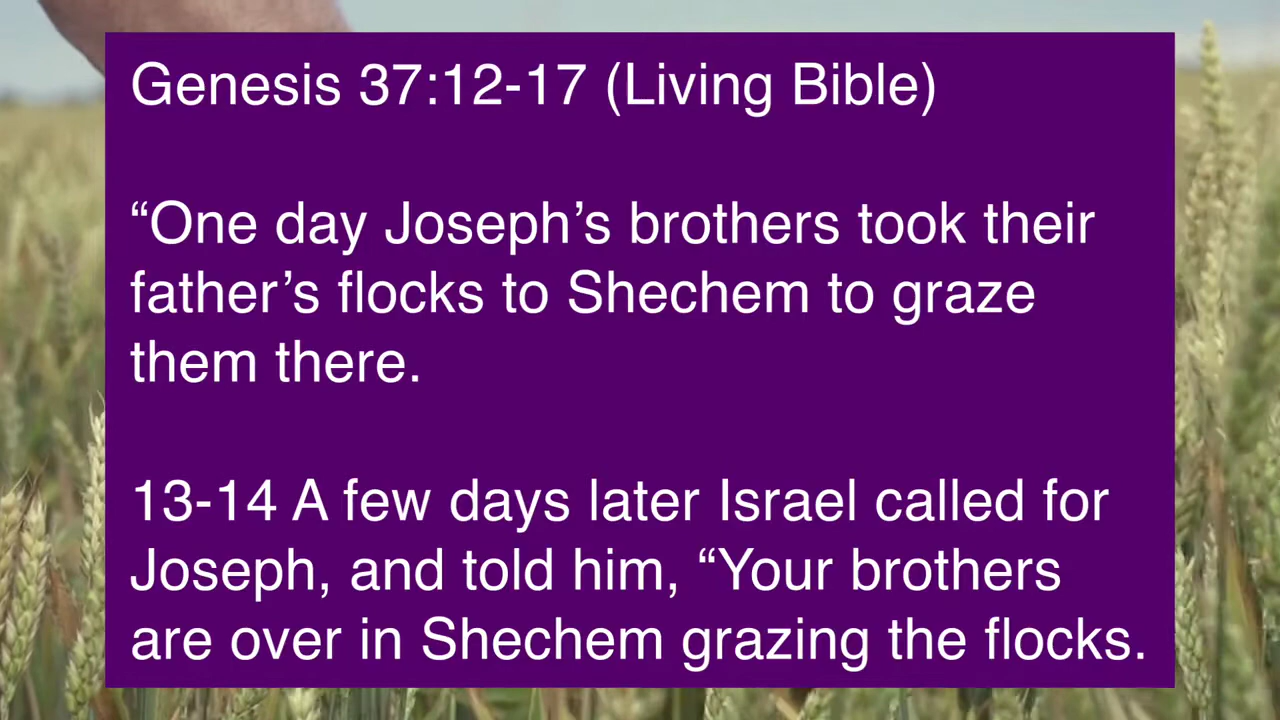 Genesis 37:12-17 (Living Bible)
“One day Joseph’s brothers took their
father’s flocks to Shechem to graze
them there.
13-14 A few days later Israel called for
Joseph, and told him, “Your brothers
are over in Shechem grazing the flocks.